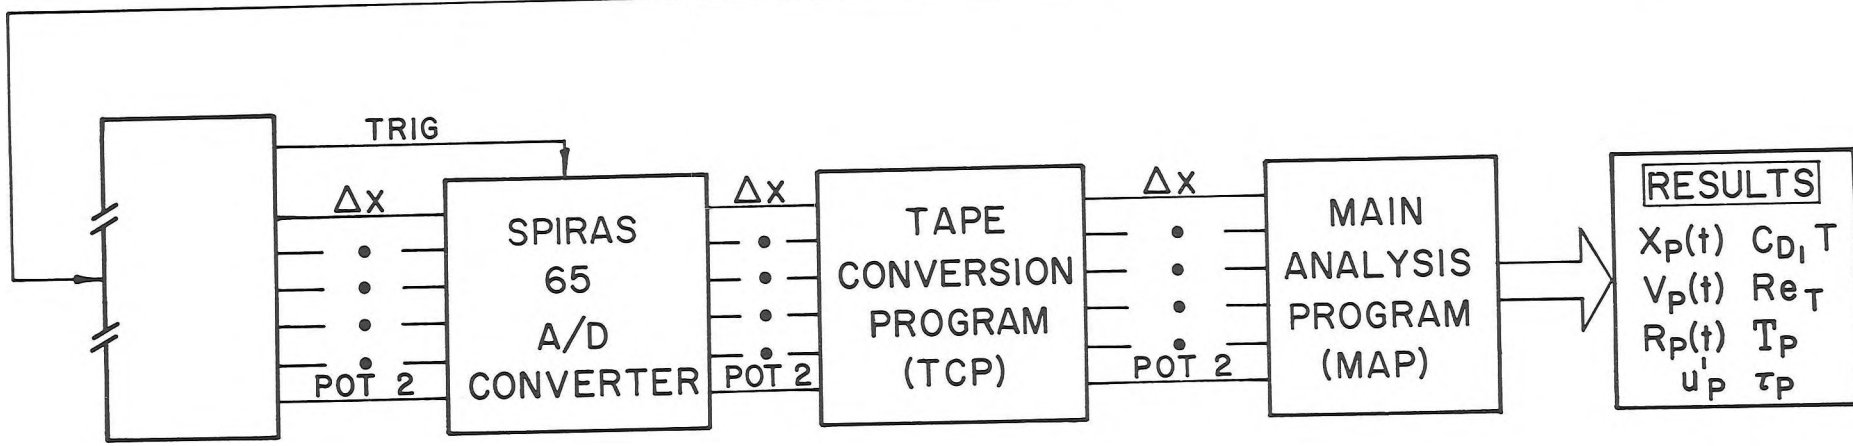 TRIG
ΔX
POT 2
SPIRAS
65
A/D
CONVERTER
ΔX
POT 2
TAPE
CONVERSION
PROGRAM
(TCP)
ΔX
POT 2
MAIN
ANALYSIS
PROGRAM
(MAP)
RESULTS
XP(t) CD, T
VP(t) ReT
RP(t) TP
u'P τP